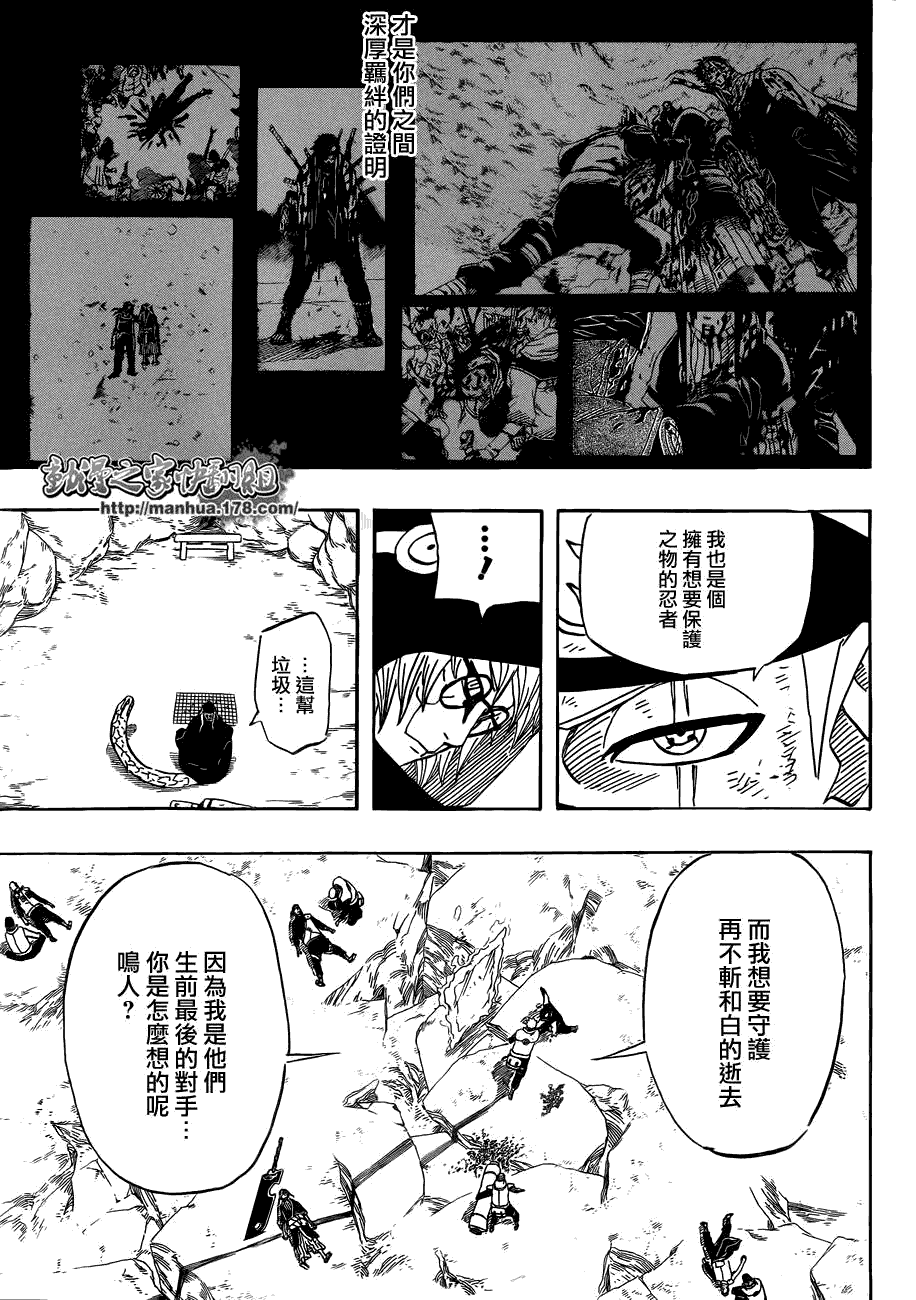 才是你們之間
深厚羈絆的證明
我也是個
擁有想要保護
之物的忍者
…！
…這幫
垃圾…
動漫之家漢化組
http://manhua.178.com/
而我想要守護
再不斬和白的逝去
因為我是他們
生前最後的對手…
你是怎麼想的呢
鳴人？